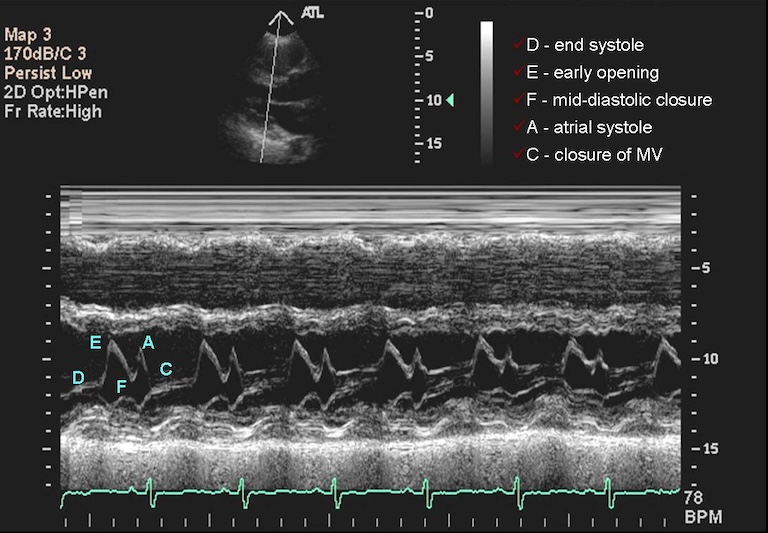 Map 3
170dB/C 3
Persist Low
2D Opt:HPen
Fr Rate:High
ATL
0
5
10
15
D - end systole
E - early opening
F - mid-diastolic closure
A - atrial systole
C - closure of MV
5
10
15
E
A
D
F
C
78
BPM